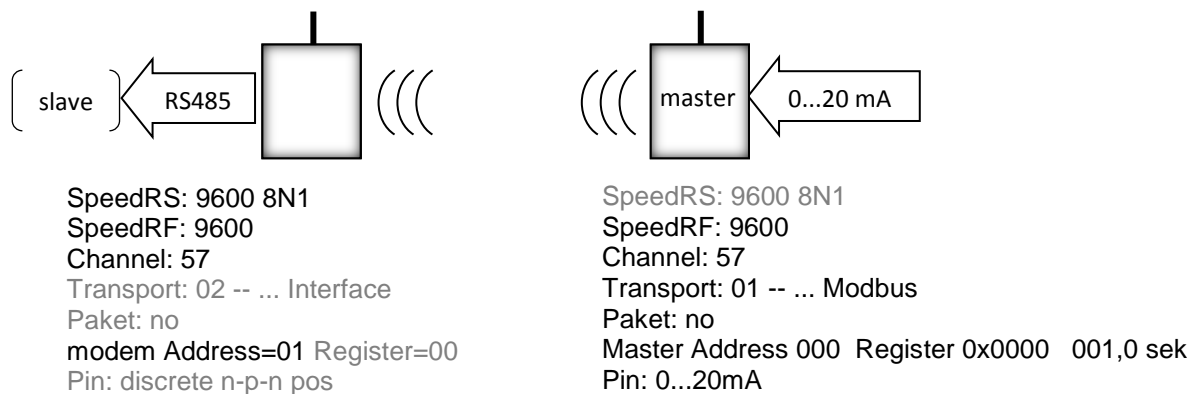 slave
RS485
master
0...20 mA
SpeedRS: 9600 8N1
SpeedRF: 9600
Channel: 57
Transport: 02 -- ... Interface
Paket: no
modem Address=01 Register=00
Pin: discrete n-p-n pos
SpeedRS: 9600 8N1
SpeedRF: 9600
Channel: 57
Transport: 01 -- ... Modbus
Paket: no
Master Address 000 Register 0x0000 001,0 sek
Pin: 0...20mA